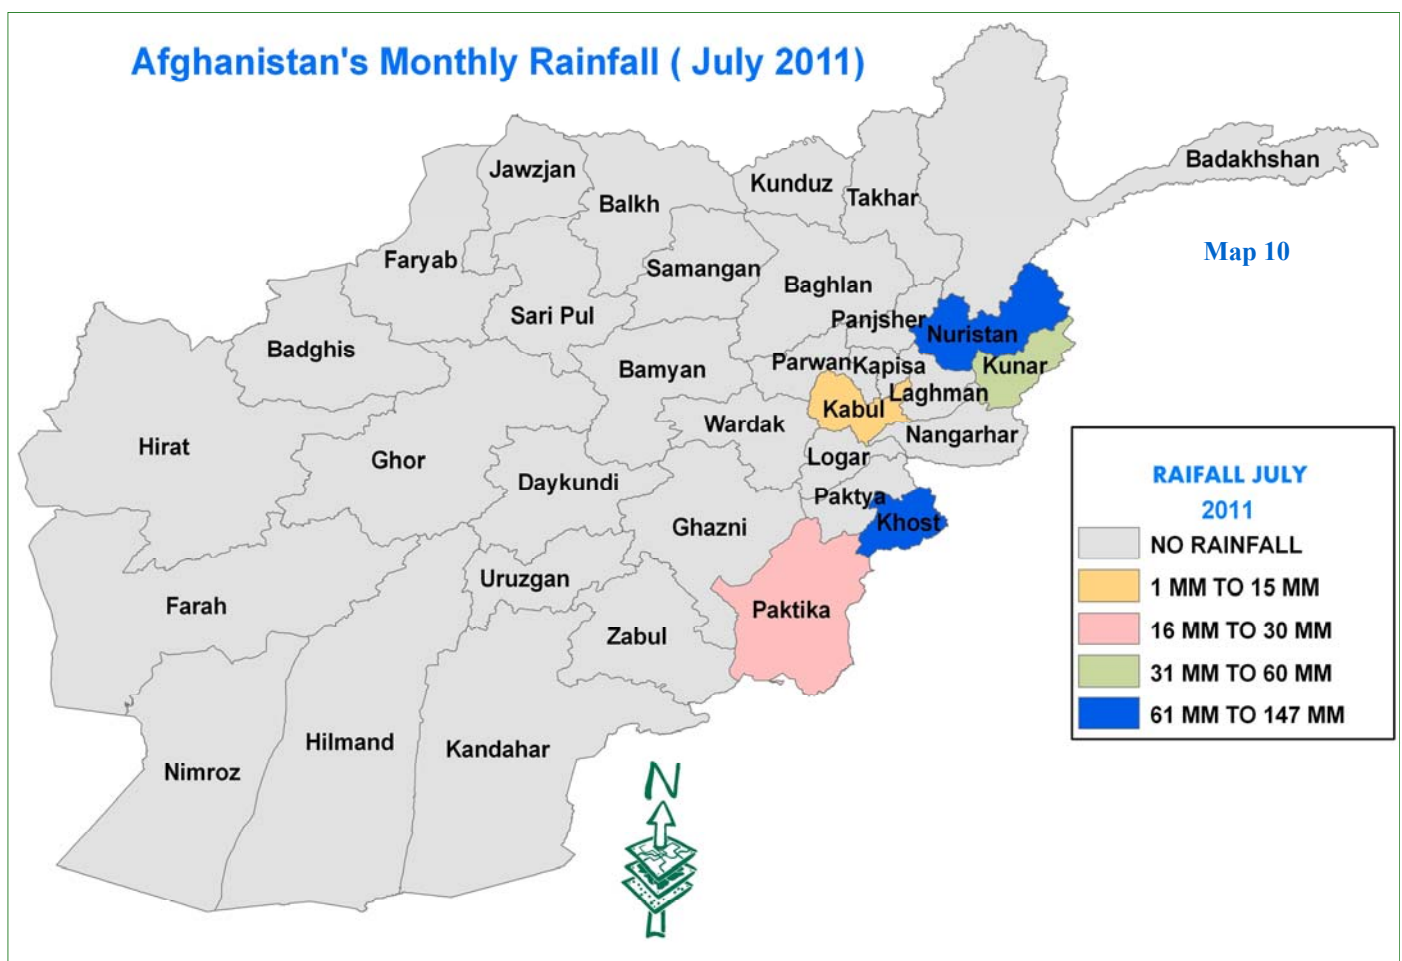 Afghanistan's Monthly Rainfall ( July 2011)
Badakhshan
Jawzjan
Kunduz
Takhar
Balkh
Map 10
Faryab
Samangan
Baghlan
Sari Pul
Panjsher
Nuristan
Badghis
Bamyan
Parwan
Kapisa
Kunar
Laghman
Kabul
Wardak
Nangarhar
Hirat
Ghor
Logar
Daykundi
Paktya
Khost
Ghazni
Uruzgan
Farah
Paktika
Zabul
Hilmand
Kandahar
Nimroz
RAIFALL JULY
2011
NO RAINFALL
1 MM TO 15 MM
16 MM TO 30 MM
31 MM TO 60 MM
61 MM TO 147 MM
N